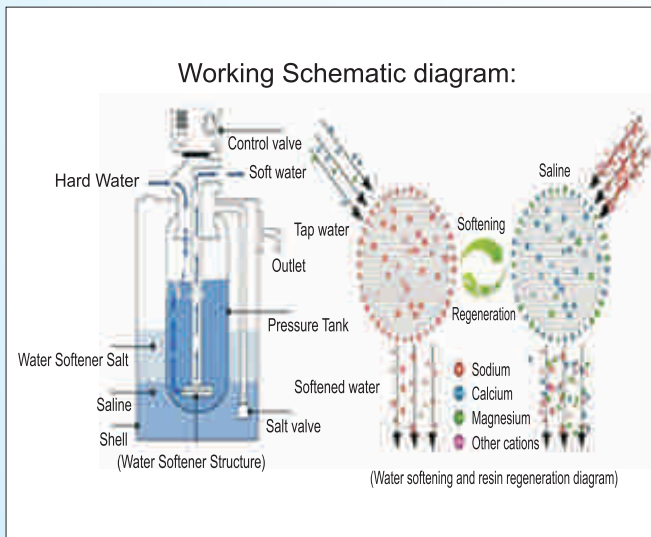 Working Schematic diagram:
Control valve
Hard Water
Soft water
Outlet
Pressure Tank
Water Softener Salt
Saline
Shell
Salt valve
(Water Softener Structure)
Tap water
Saline
Softening
Regeneration
Softened water
Sodium
Calcium
Magnesium
Other cations
(Water softening and resin regeneration diagram)